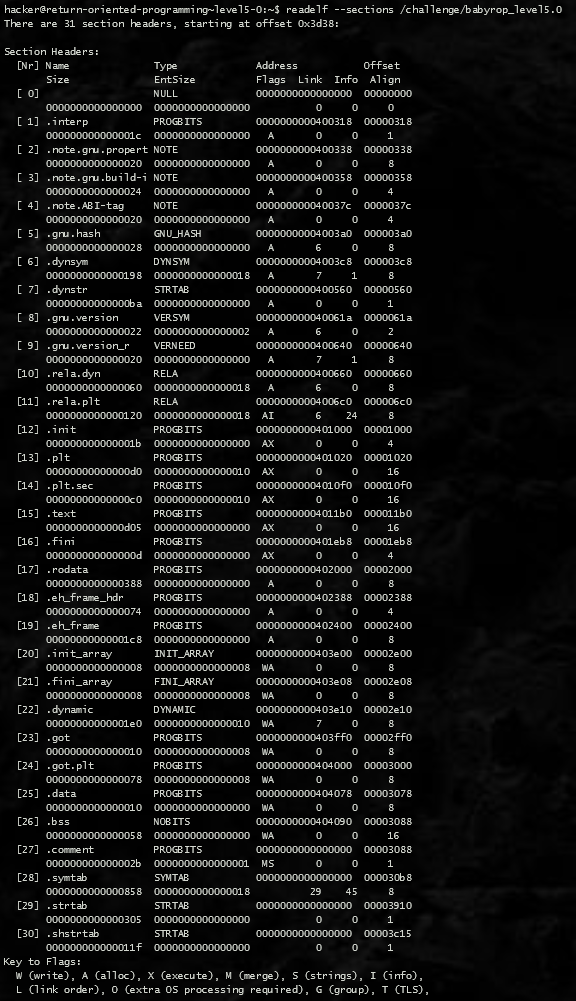 hacker@return-oriented-programming~level5-0:~$ readelf --sections /challenge/babyrop_level5.0
There are 31 section headers, starting at offset 0x3d38:

Section Headers:
  [Nr] Name              Type             Address           Offset
       Size              EntSize          Flags  Link  Info  Align
  [ 0]                   NULL             0000000000000000  00000000
       0000000000000000  0000000000000000           0     0     0
  [ 1] .interp           PROGBITS         0000000000400318  00000318
       000000000000001c  0000000000000000   A       0     0     1
  [ 2] .note.gnu.propert NOTE             0000000000400338  00000338
       0000000000000020  0000000000000000   A       0     0     8
  [ 3] .note.gnu.build-i NOTE             0000000000400358  00000358
       0000000000000024  0000000000000000   A       0     0     4
  [ 4] .note.ABI-tag     NOTE             000000000040037c  0000037c
       0000000000000020  0000000000000000   A       0     0     4
  [ 5] .gnu.hash         GNU_HASH         00000000004003a0  000003a0
       0000000000000028  0000000000000000   A       6     0     8
  [ 6] .dynsym           DYNSYM           00000000004003c8  000003c8
       0000000000000198  0000000000000018   A       7     1     8
  [ 7] .dynstr           STRTAB           0000000000400560  00000560
       00000000000000ba  0000000000000000   A       0     0     1
  [ 8] .gnu.version      VERSYM           000000000040061a  0000061a
       0000000000000022  0000000000000002   A       6     0     2
  [ 9] .gnu.version_r    VERNEED          0000000000400640  00000640
       0000000000000020  0000000000000000   A       7     1     8
  [10] .rela.dyn         RELA             0000000000400660  00000660
       0000000000000060  0000000000000018   A       6     0     8
  [11] .rela.plt         RELA             00000000004006c0  000006c0
       0000000000000120  0000000000000018  AI       6    24     8
  [12] .init             PROGBITS         0000000000401000  00001000
       000000000000001b  0000000000000000  AX       0     0     4
  [13] .plt              PROGBITS         0000000000401020  00001020
       00000000000000d0  0000000000000010  AX       0     0     16
  [14] .plt.sec          PROGBITS         00000000004010f0  000010f0
       00000000000000c0  0000000000000010  AX       0     0     16
  [15] .text             PROGBITS         00000000004011b0  000011b0
       0000000000000d05  0000000000000000  AX       0     0     16
  [16] .fini             PROGBITS         0000000000401eb8  00001eb8
       000000000000000d  0000000000000000  AX       0     0     4
  [17] .rodata           PROGBITS         0000000000402000  00002000
       0000000000000388  0000000000000000   A       0     0     8
  [18] .eh_frame_hdr     PROGBITS         0000000000402388  00002388
       0000000000000074  0000000000000000   A       0     0     4
  [19] .eh_frame         PROGBITS         0000000000402400  00002400
       00000000000001c8  0000000000000000   A       0     0     8
  [20] .init_array       INIT_ARRAY       0000000000403e00  00002e00
       0000000000000008  0000000000000008  WA       0     0     8
  [21] .fini_array       FINI_ARRAY       0000000000403e08  00002e08
       0000000000000008  0000000000000008  WA       0     0     8
  [22] .dynamic          DYNAMIC          0000000000403e10  00002e10
       00000000000001e0  0000000000000010  WA       7     0     8
  [23] .got              PROGBITS         0000000000403ff0  00002ff0
       0000000000000010  0000000000000008  WA       0     0     8
  [24] .got.plt          PROGBITS         0000000000404000  00003000
       0000000000000078  0000000000000008  WA       0     0     8
  [25] .data             PROGBITS         0000000000404078  00003078
       0000000000000010  0000000000000000  WA       0     0     8
  [26] .bss              NOBITS           0000000000404090  00003088
       0000000000000058  0000000000000000  WA       0     0     16
  [27] .comment          PROGBITS         0000000000000000  00003088
       000000000000002b  0000000000000001  MS       0     0     1
  [28] .symtab           SYMTAB           0000000000000000  000030b8
       0000000000000858  0000000000000018          29    45     8
  [29] .strtab           STRTAB           0000000000000000  00003910
       0000000000000305  0000000000000000           0     0     1
  [30] .shstrtab         STRTAB           0000000000000000  00003c15
       000000000000011f  0000000000000000           0     0     1
Key to Flags:
  W (write), A (alloc), X (execute), M (merge), S (strings), I (info),
  L (link order), O (extra OS processing required), G (group), T (TLS),